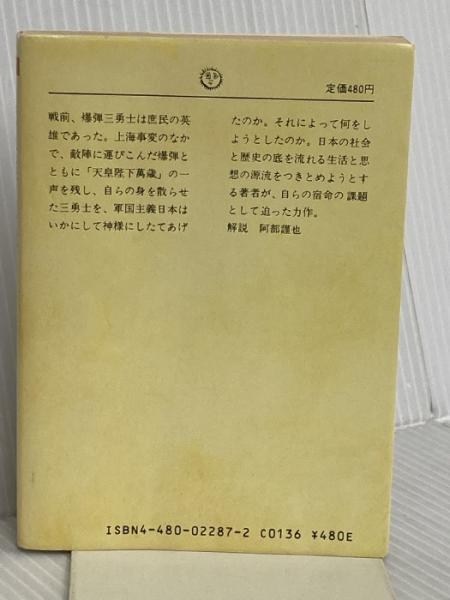 定価480円
戦前、爆弾三勇士は庶民の英
雄であった。上海事変のなか
で、敵陣に運びこんだ爆弾と
ともに「天皇陛下萬歳」の一
声を残し、自らの身を散らせ
た三勇士を、軍国主義日本は
いかにして神様にしたてあげ
たのか。それによって何をし
ようとしたのか。日本の社会
と歴史の底を流れる生活と思
想の源流をつきとめようとす
る著者が、自らの宿命の課題
として迫った力作。
解説 阿部謹也
ISBN4-480-02287-2 C0136 ¥480E